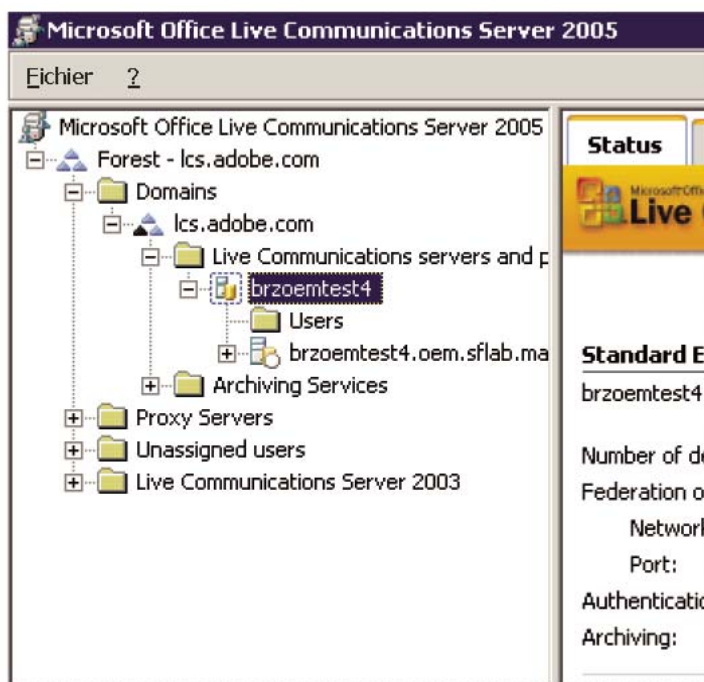 Microsoft Office Live Communications Server 2005
Eichier ?
Microsoft Office Live Communications Server 2005
Forest - lcs.adobe.com
Domains
lcs.adobe.com
Live Communications servers and p
brzoemtest4
Users
brzoemtest4.oem.sflab.ma
Archiving Services
Proxy Servers
Unassigned users
Live Communications Server 2003
Status
Live
Standard E
brzoemtest4
Number of de
Federation o
Network
Port:
Authenticatio
Archiving: